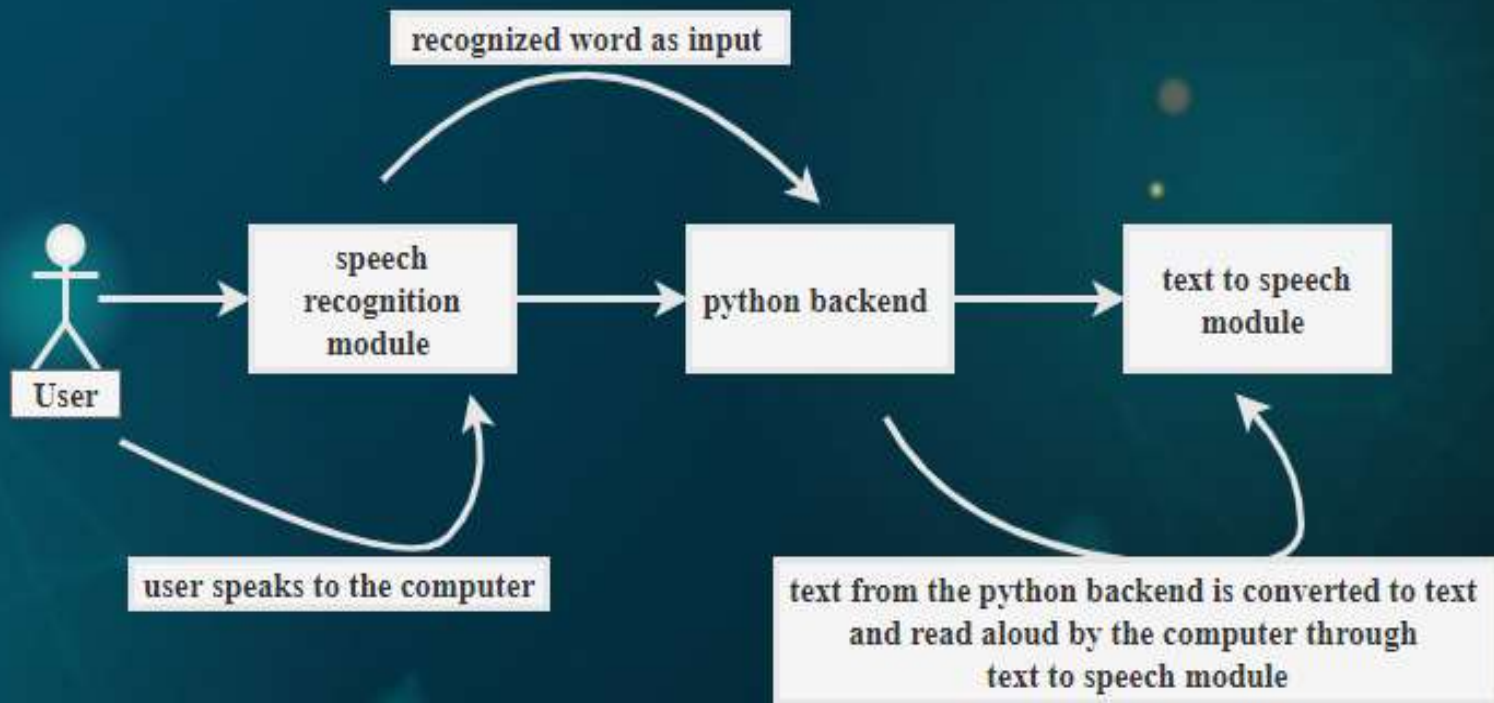 recognized word as input
speech
recognition
module
python backend
text to speech
module
User
user speaks to the computer
text from the python backend is converted to text
and read aloud by the computer through
text to speech module